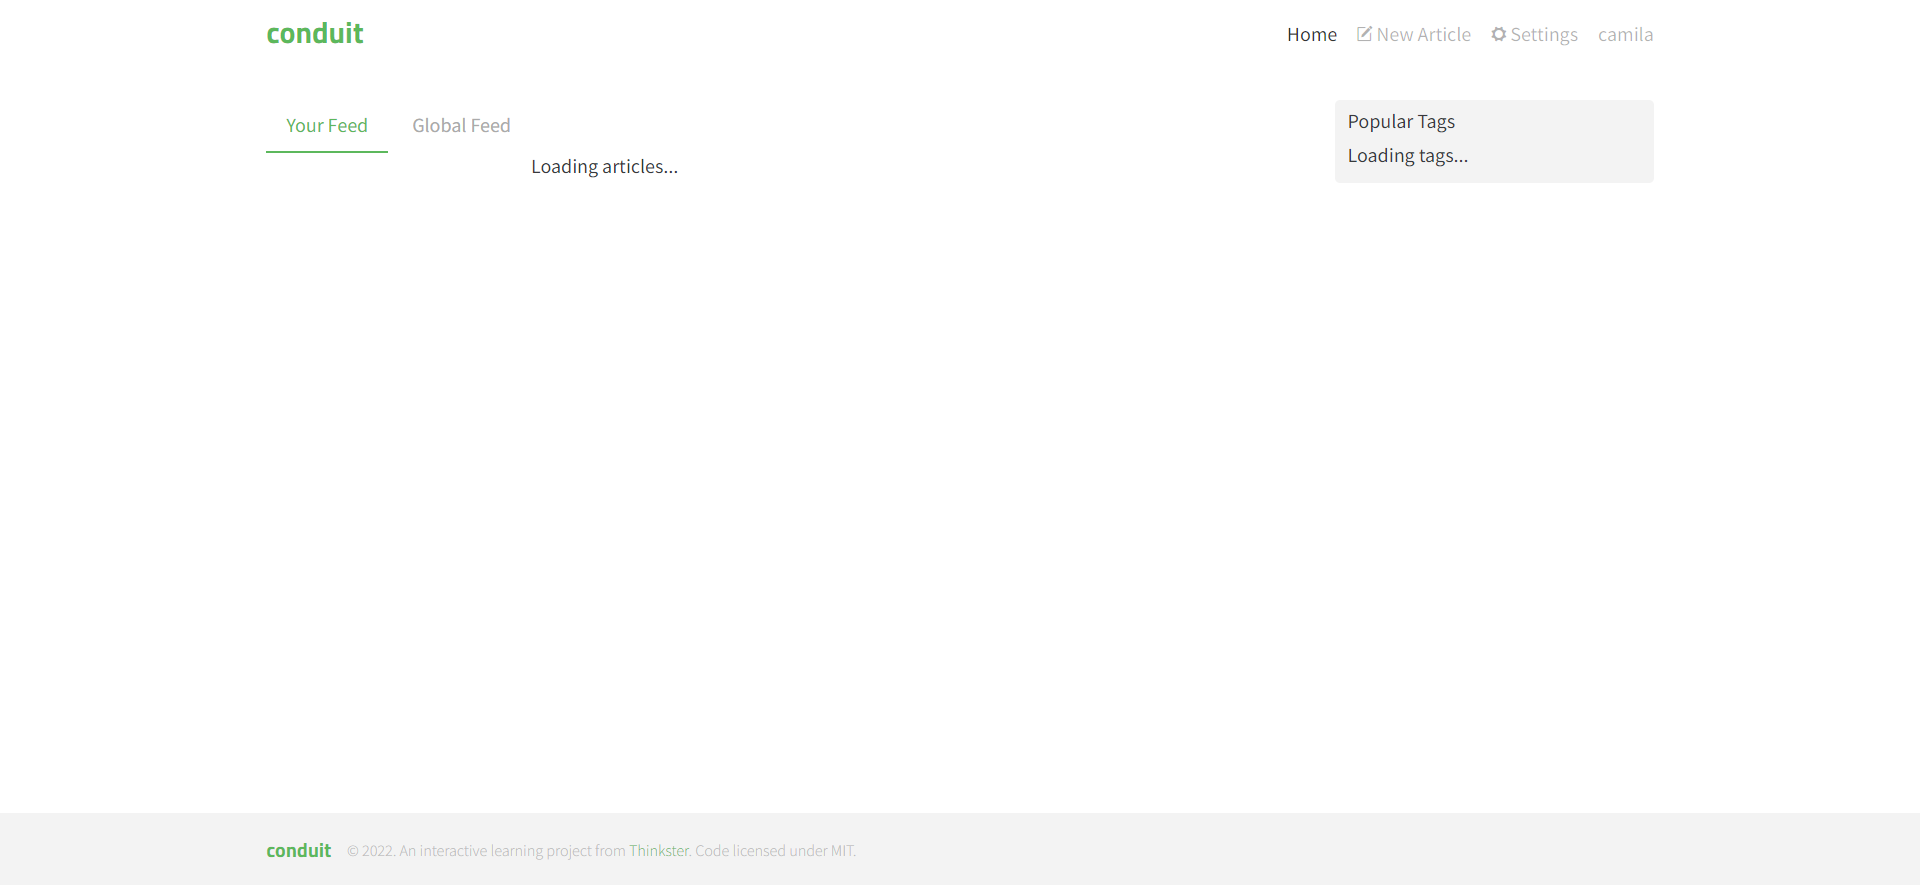 conduit
Home New Article Settings camila
Your Feed Global Feed
Loading articles...
Popular Tags
Loading tags...
conduit © 2022. An interactive learning project from Thinkster. Code licensed under MIT.